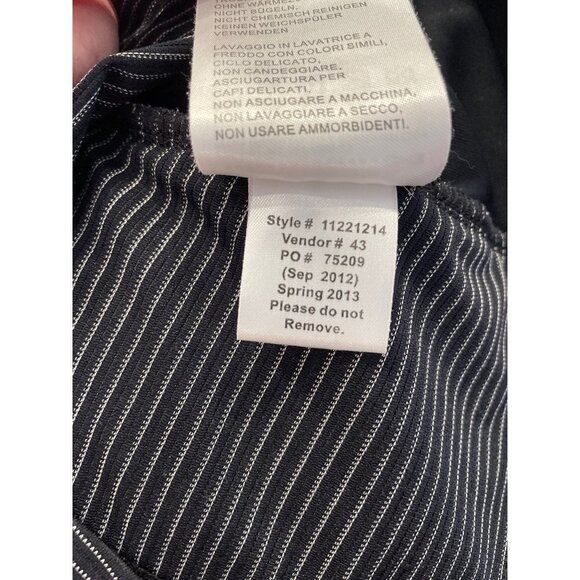 OHNE WÄRMEZ
NICHT BÜGELN,
NICHT CHEMISCH REINIGEN
KEINEN WEICHSPÜLER
VERWENDEN
LAVAGGIO IN LAVATRICE A
FREDDO CON COLORI SIMILI,
CICLO DELICATO,
NON CANDEGGIARE,
ASCIUGARTURA PER
CAPI DELICATI,
NON ASCIUGARE A MACCHINA,
NON LAVAGGIARE A SECCO,
NON USARE AMMORBIDENTI.
Style # 11221214
Vendor # 43
PO # 75209
(Sep 2012)
Spring 2013
Please do not
Remove.